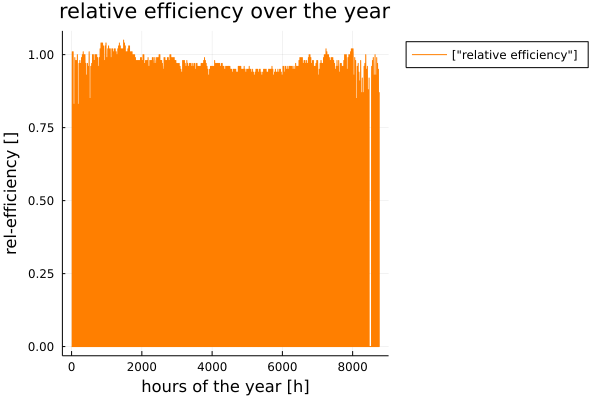 relative efficiency over the year
["relative efficiency"]
rel-efficiency []
1.00
0.75
0.50
0.25
0.00
0 2000 4000 6000 8000
hours of the year [h]